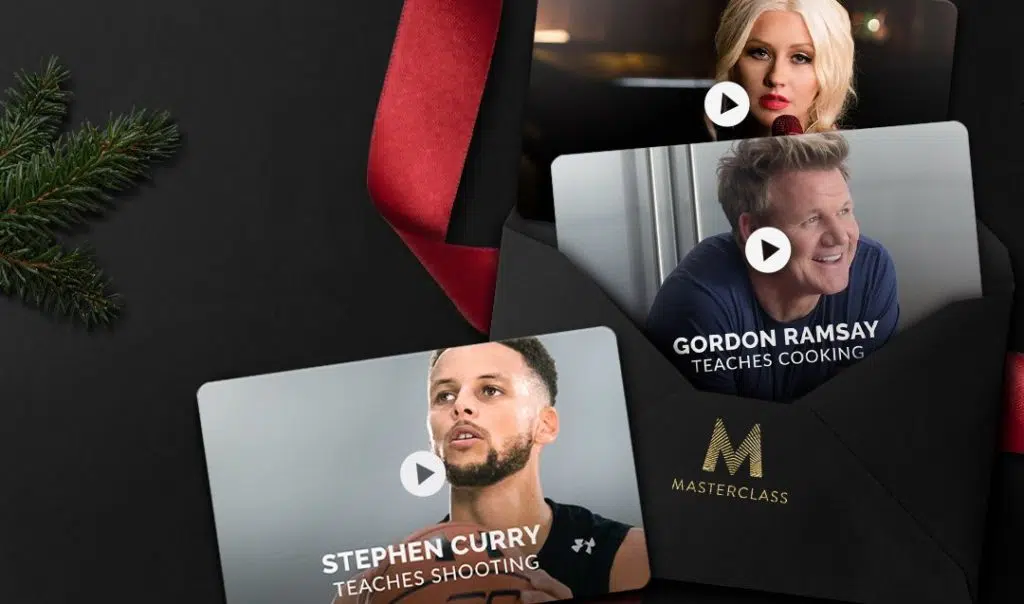 GORDON RAMSAY
TEACHES COOKING
M
MASTERCLASS
STEPHEN CURRY
TEACHES SHOOTING